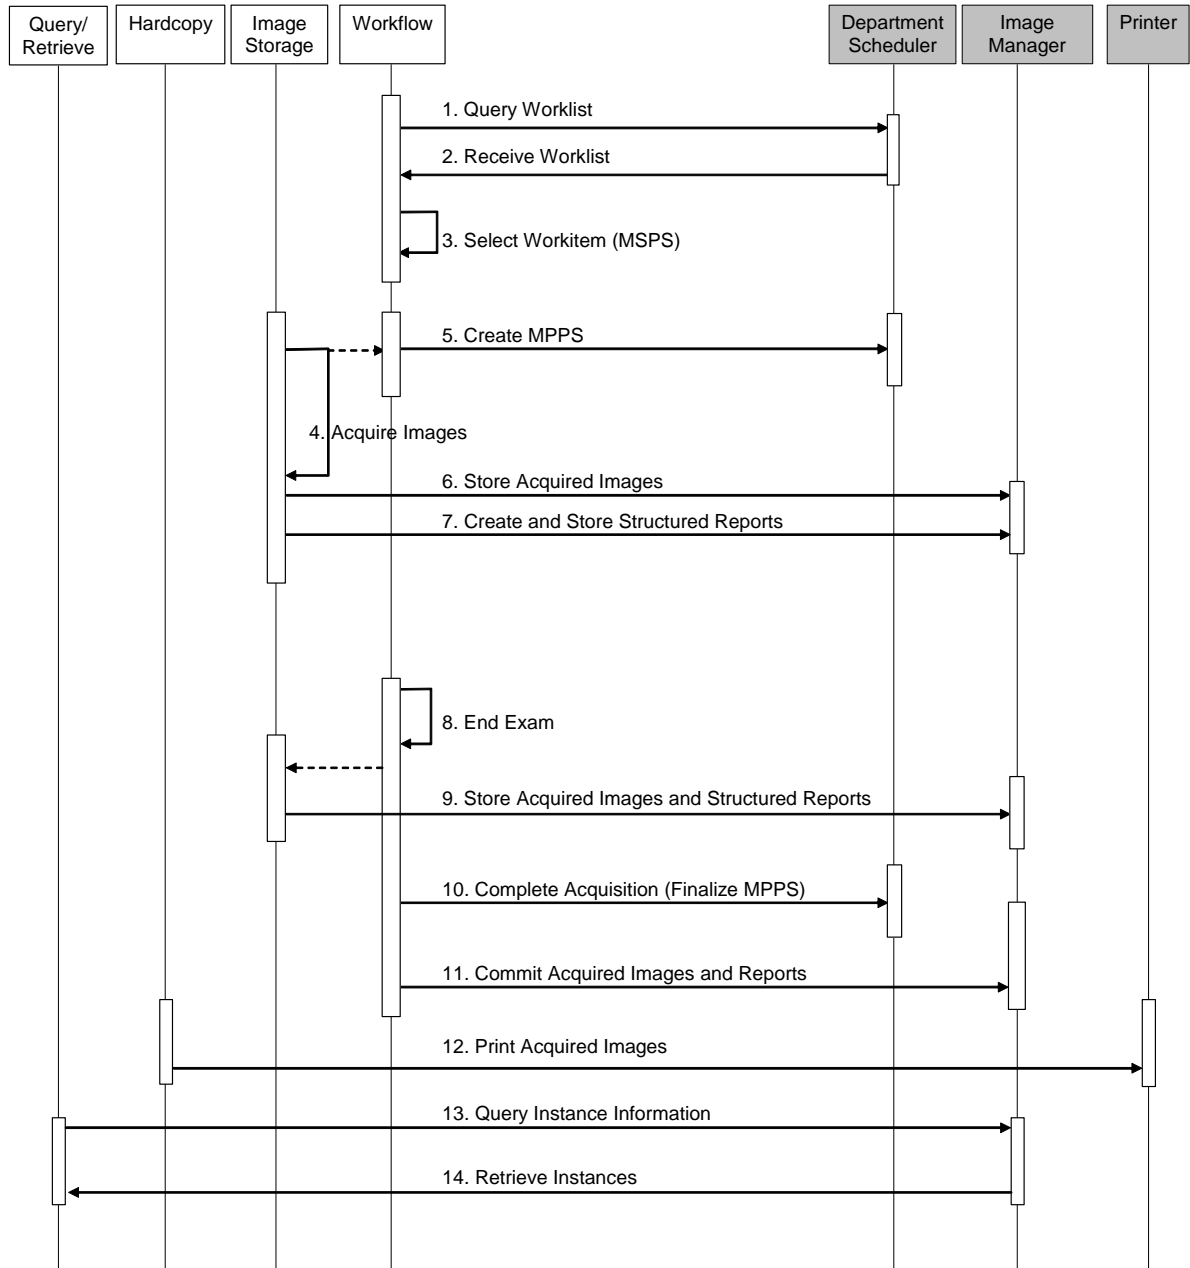 Query/
Retrieve
Hardcopy
Image
Storage
Workflow
Department
Scheduler
Image
Manager
Printer
1. Query Worklist
2. Receive Worklist
3. Select Workitem (MSPS)
5. Create MPPS
4. Acquire Images
6. Store Acquired Images
7. Create and Store Structured Reports
8. End Exam
9. Store Acquired Images and Structured Reports
10. Complete Acquisition (Finalize MPPS)
11. Commit Acquired Images and Reports
12. Print Acquired Images
13. Query Instance Information
14. Retrieve Instances